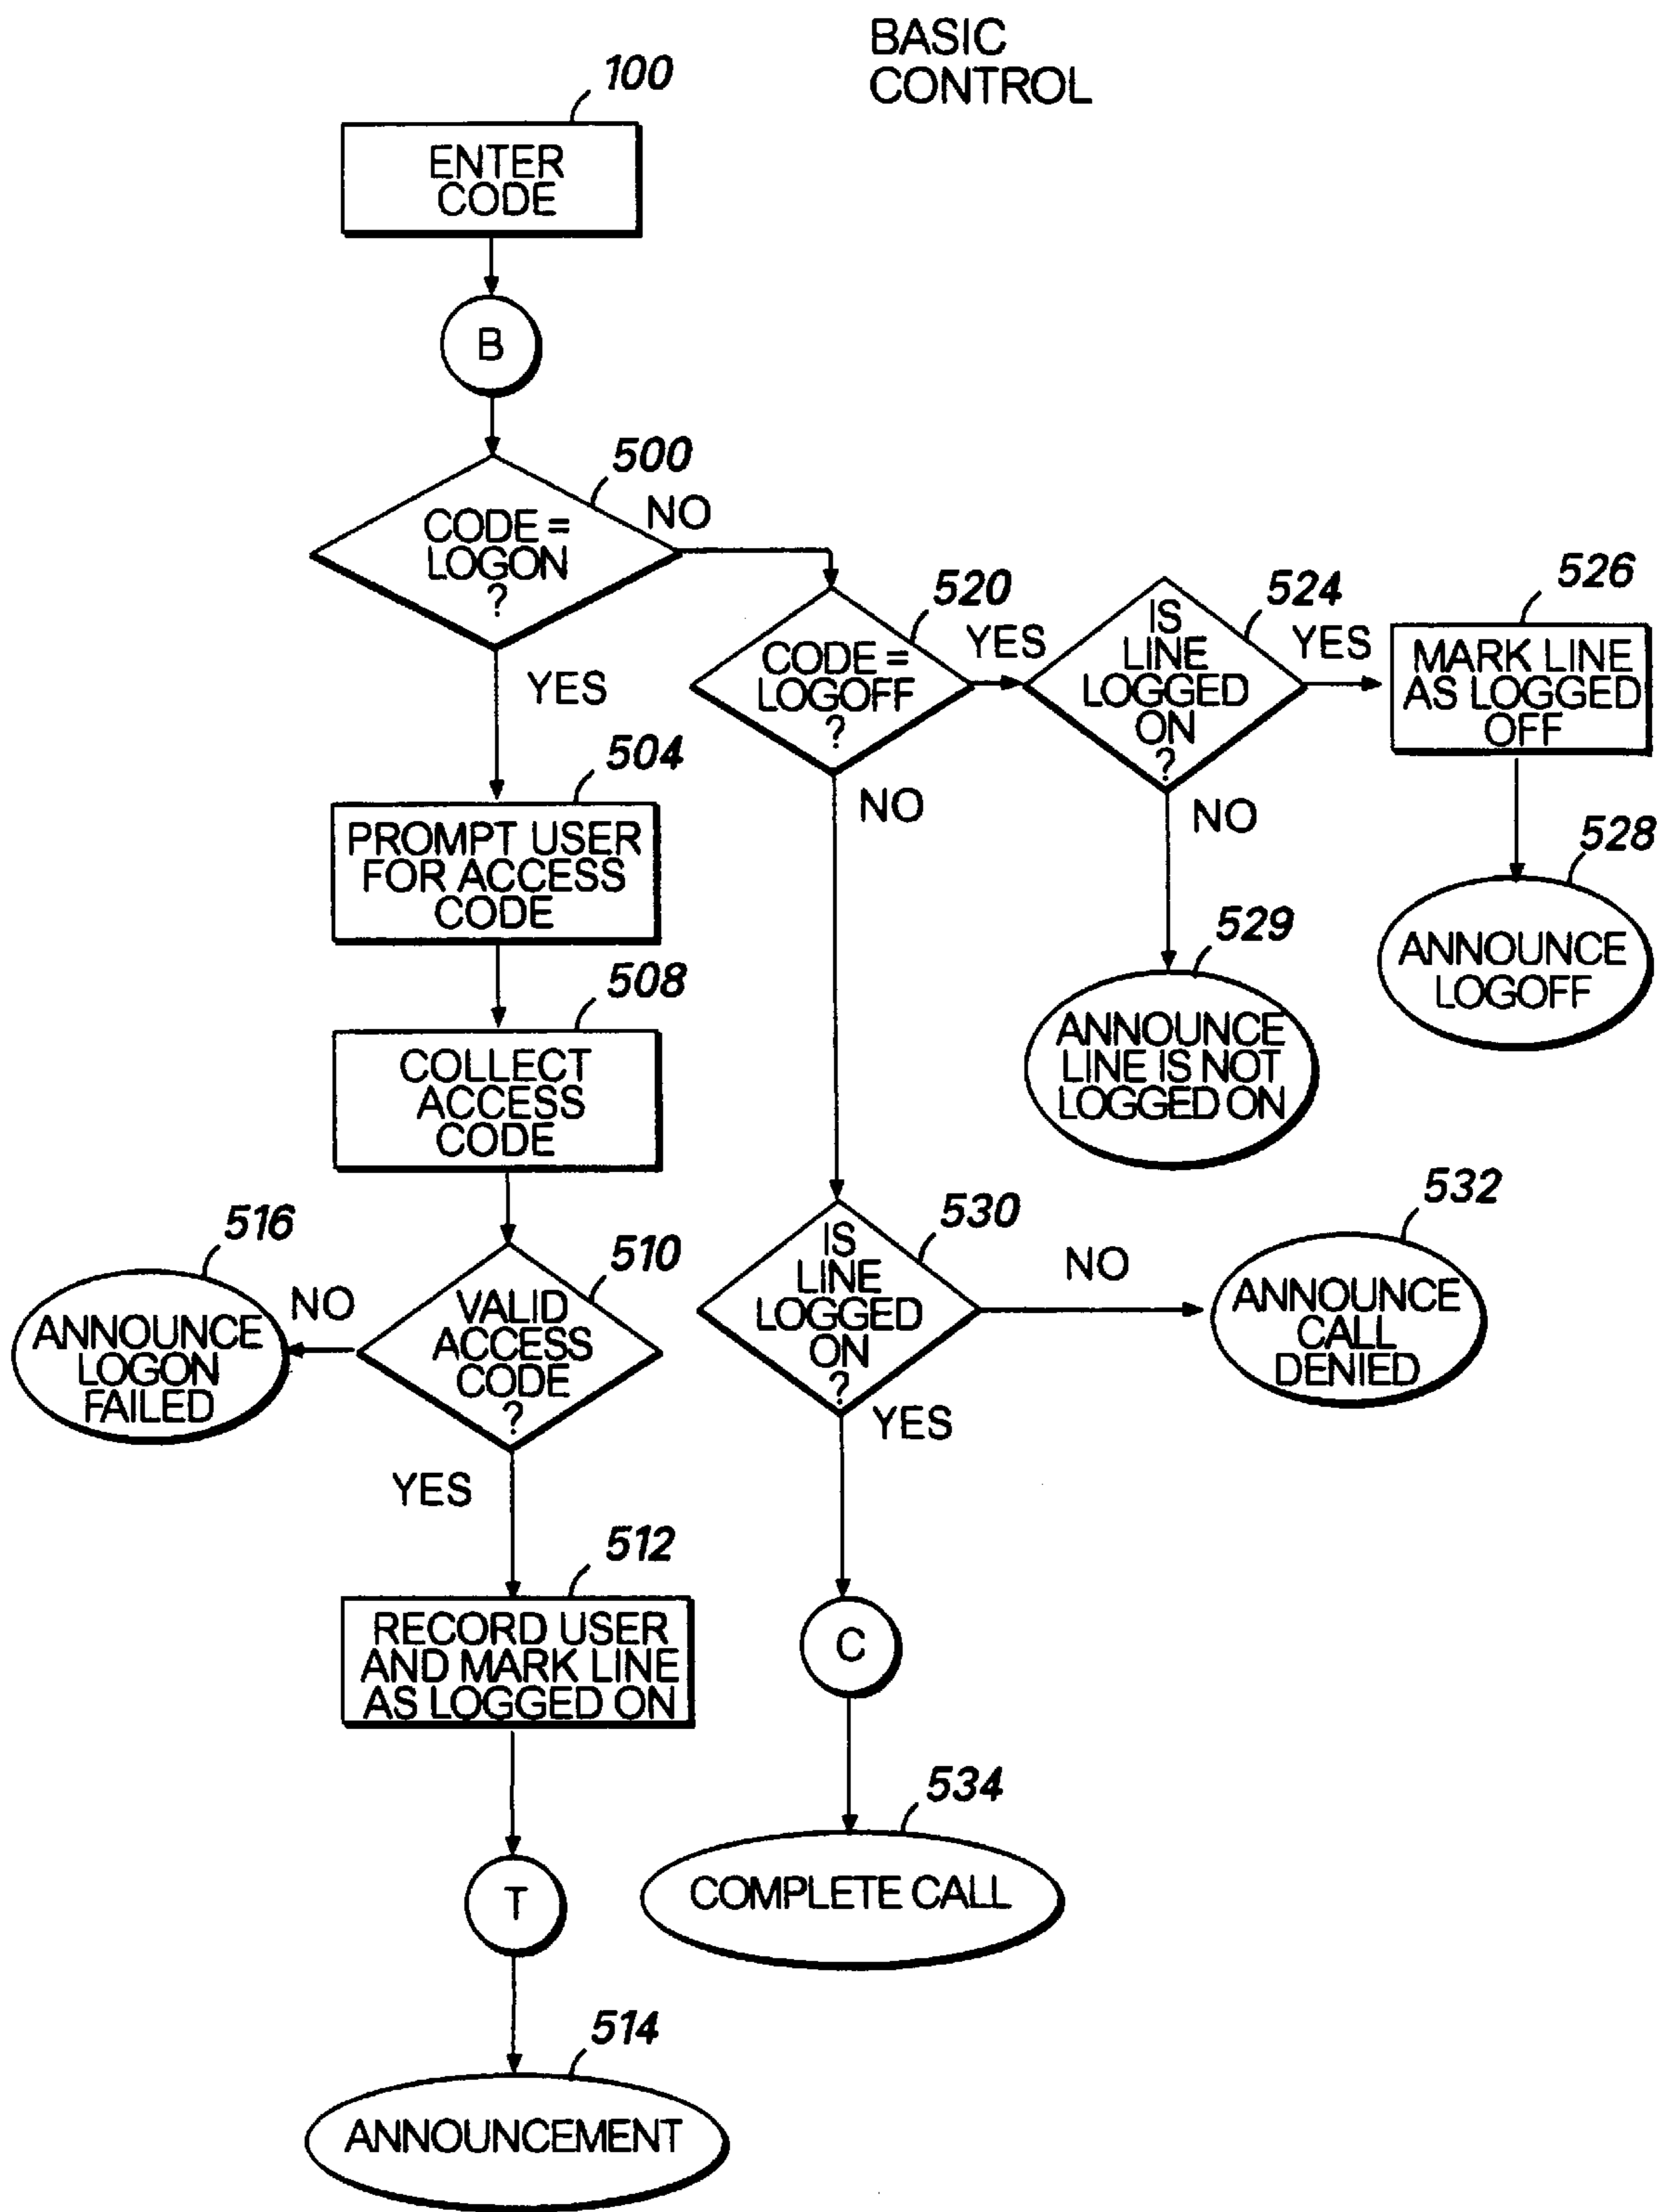 BASIC
CONTROL
100
ENTER
CODE
B
500
CODE =
LOGON
?
NO
YES
520
CODE =
LOGOFF
?
YES
NO
524
IS
LINE
LOGGED
ON
?
YES
NO
526
MARK LINE
AS LOGGED
OFF
528
ANNOUNCE
LOGOFF
529
ANNOUNCE
LINE IS NOT
LOGGED ON
504
PROMPT USER
FOR ACCESS
CODE
508
COLLECT
ACCESS
CODE
510
VALID
ACCESS
CODE
?
NO
YES
516
ANNOUNCE
LOGON
FAILED
530
IS
LINE
LOGGED
ON
?
NO
YES
532
ANNOUNCE
CALL
DENIED
512
RECORD USER
AND MARK LINE
AS LOGGED ON
C
534
COMPLETE CALL
T
514
ANNOUNCEMENT